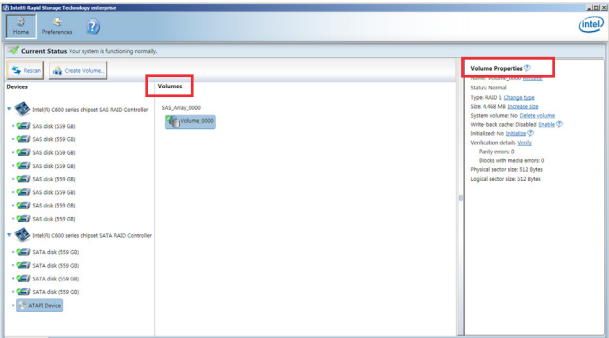 Intel® Rapid Storage Technology enterprise
Home
Preferences
?
intel
Current Status Your system is functioning normally.
Rescan
Create Volume...
Devices
Intel(R) C600 series chipset SAS RAID Controller
SAS disk (559 GB)
SAS disk (559 GB)
SAS disk (559 GB)
SAS disk (559 GB)
SAS disk (559 GB)
SAS disk (559 GB)
SAS disk (559 GB)
SAS disk (559 GB)
Intel(R) C600 series chipset SATA RAID Controller
SATA disk (559 GB)
SATA disk (559 GB)
SATA disk (559 GB)
SATA disk (559 GB)
ATAPI Device
Volumes
SAS_Array_0000
Volume_0000
Volume Properties ?
Name: Volume_0000 Rename
Status: Normal
Type: RAID 1 Change type
Size: 4,468 MB Increase size
System volume: No Delete volume
Write-back cache: Disabled Enable ?
Initialized: No Initialize ?
Verification details Verify
Parity errors: 0
Blocks with media errors: 0
Physical sector size: 512 Bytes
Logical sector size: 512 Bytes